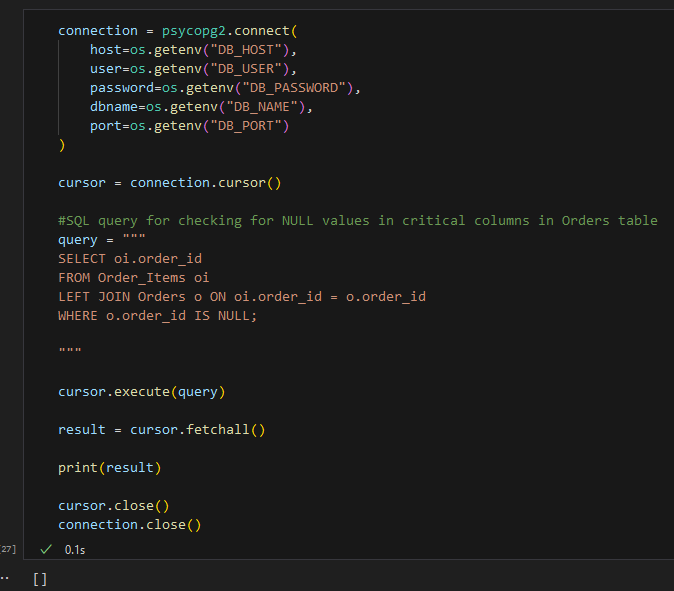 connection = psycopg2.connect(
    host=os.getenv("DB_HOST"),
    user=os.getenv("DB_USER"),
    password=os.getenv("DB_PASSWORD"),
    dbname=os.getenv("DB_NAME"),
    port=os.getenv("DB_PORT")
)
cursor = connection.cursor()
#SQL query for checking for NULL values in critical columns in Orders table
query = """
SELECT oi.order_id
FROM Order_Items oi
LEFT JOIN Orders o ON oi.order_id = o.order_id
WHERE o.order_id IS NULL;
"""
cursor.execute(query)
result = cursor.fetchall()
print(result)
cursor.close()
connection.close()
27] ✓ 0.1s
·· []